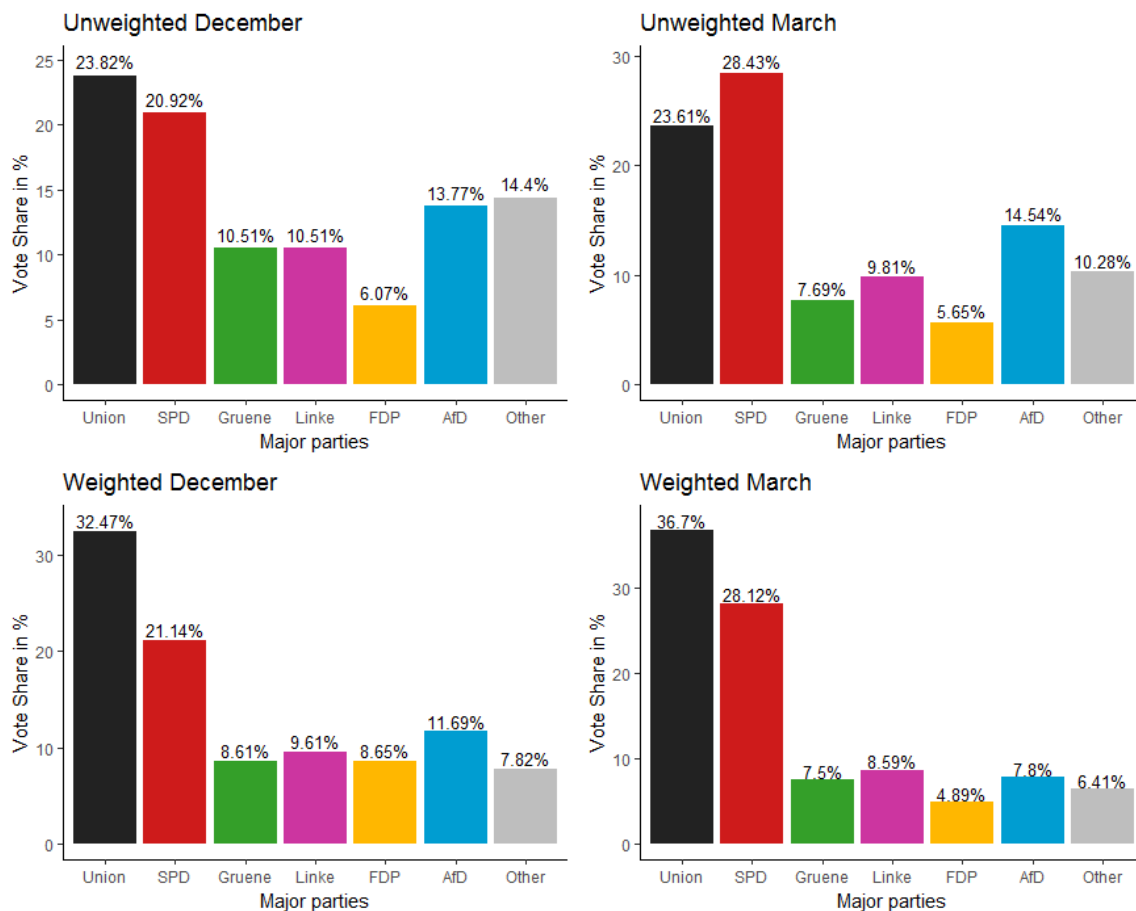 Unweighted December
Vote Share in %
25
20
15
10
5
0
23.82%
20.92%
10.51%
10.51%
6.07%
13.77%
14.4%
Union SPD Gruene Linke FDP AfD Other
Major parties
Unweighted March
Vote Share in %
30
20
10
0
23.61%
28.43%
7.69%
9.81%
5.65%
14.54%
10.28%
Union SPD Gruene Linke FDP AfD Other
Major parties
Weighted December
Vote Share in %
30
20
10
0
32.47%
21.14%
8.61%
9.61%
8.65%
11.69%
7.82%
Union SPD Gruene Linke FDP AfD Other
Major parties
Weighted March
Vote Share in %
30
20
10
0
36.7%
28.12%
7.5%
8.59%
4.89%
7.8%
6.41%
Union SPD Gruene Linke FDP AfD Other
Major parties